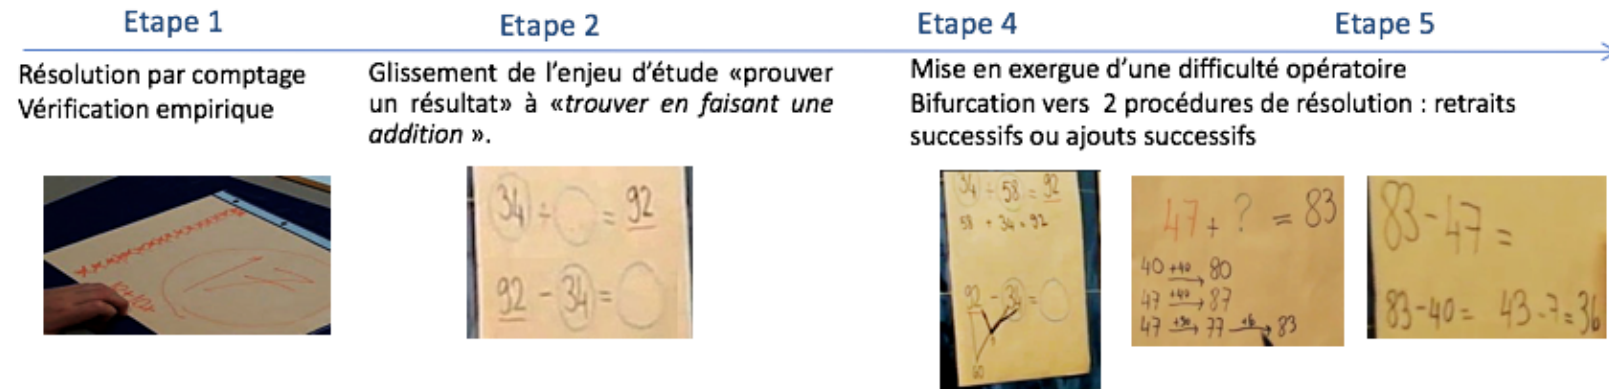 Etape 1
Etape 2
Etape 4
Etape 5
Résolution par comptage
Vérification empirique
Glissement de l’enjeu d’étude «prouver
un résultat» à «trouver en faisant une
addition ».
Mise en exergue d’une difficulté opératoire
Bifurcation vers 2 procédures de résolution : retraits
successifs ou ajouts successifs
34 + = 92
92 - 34 =
34 + 58 = 92
58 + 34 = 92
92 - 34 =
60
47 + ? = 83
40 +40 80
47 +40 87
47 +30 77 +6 83
83-47 =
83-40= 43-7=36